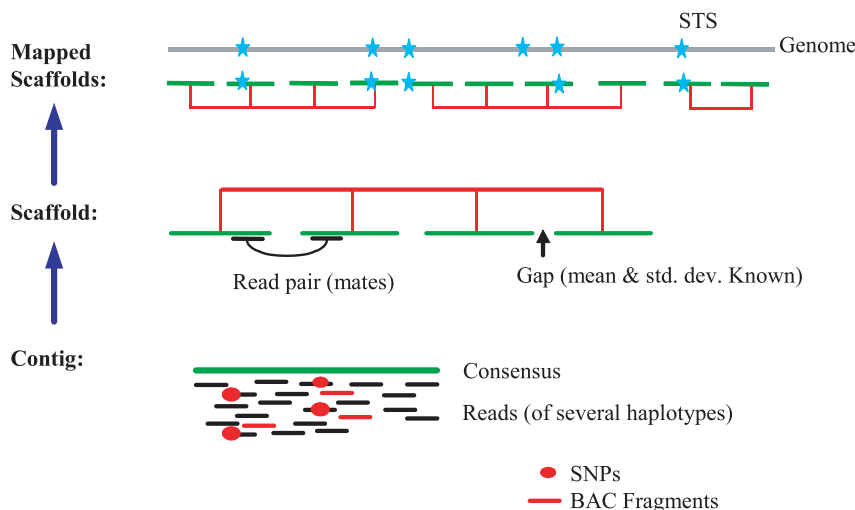 STS
Genome
Mapped
Scaffolds:
Scaffold:
Read pair (mates)
Gap (mean & std. dev. Known)
Contig:
Consensus
Reads (of several haplotypes)
SNPs
BAC Fragments